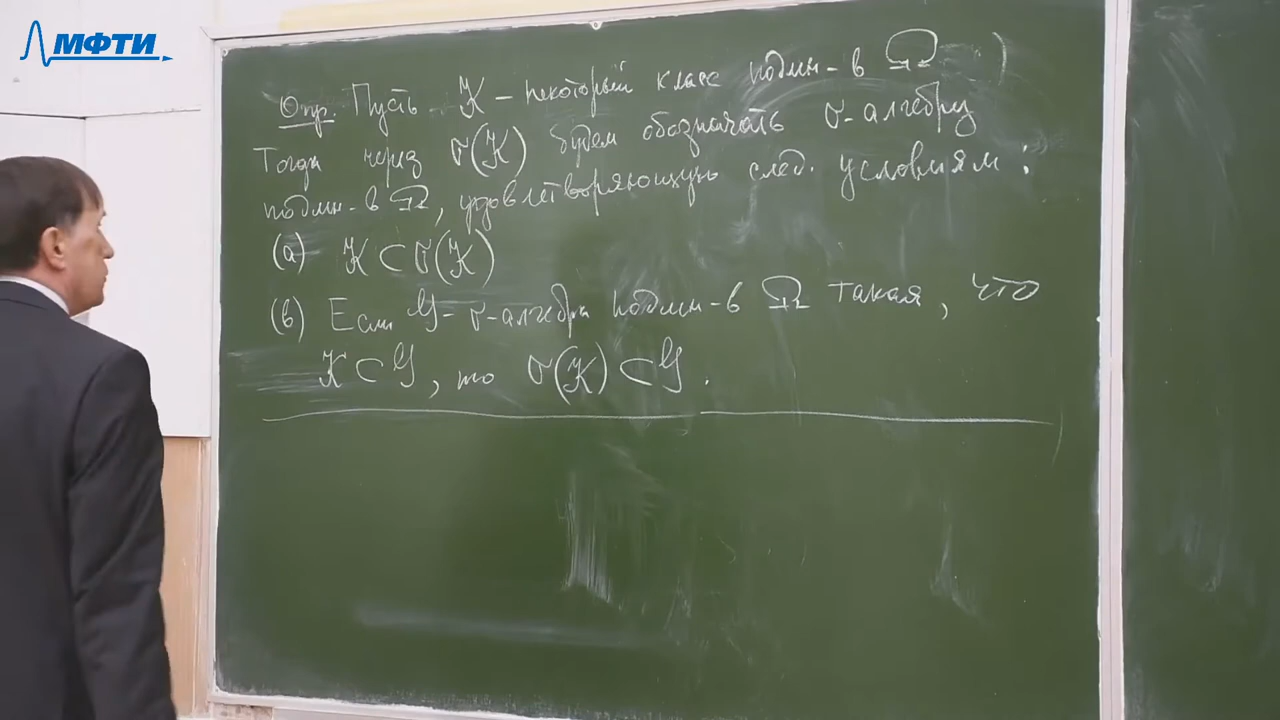 МФТИ
Опр. Пусть 𝒦 – некоторый класс подмн-в Ω
Тогда через σ(𝒦) будем обозначать σ-алгебру
подмн-в Ω, удовлетворяющую след. условиям:
(а) 𝒦 ⊂ σ(𝒦)
(в) Если 𝒢 - σ-алгебра подмн-в Ω такая, что
𝒦 ⊂ 𝒢, то σ(𝒦) ⊂ 𝒢.